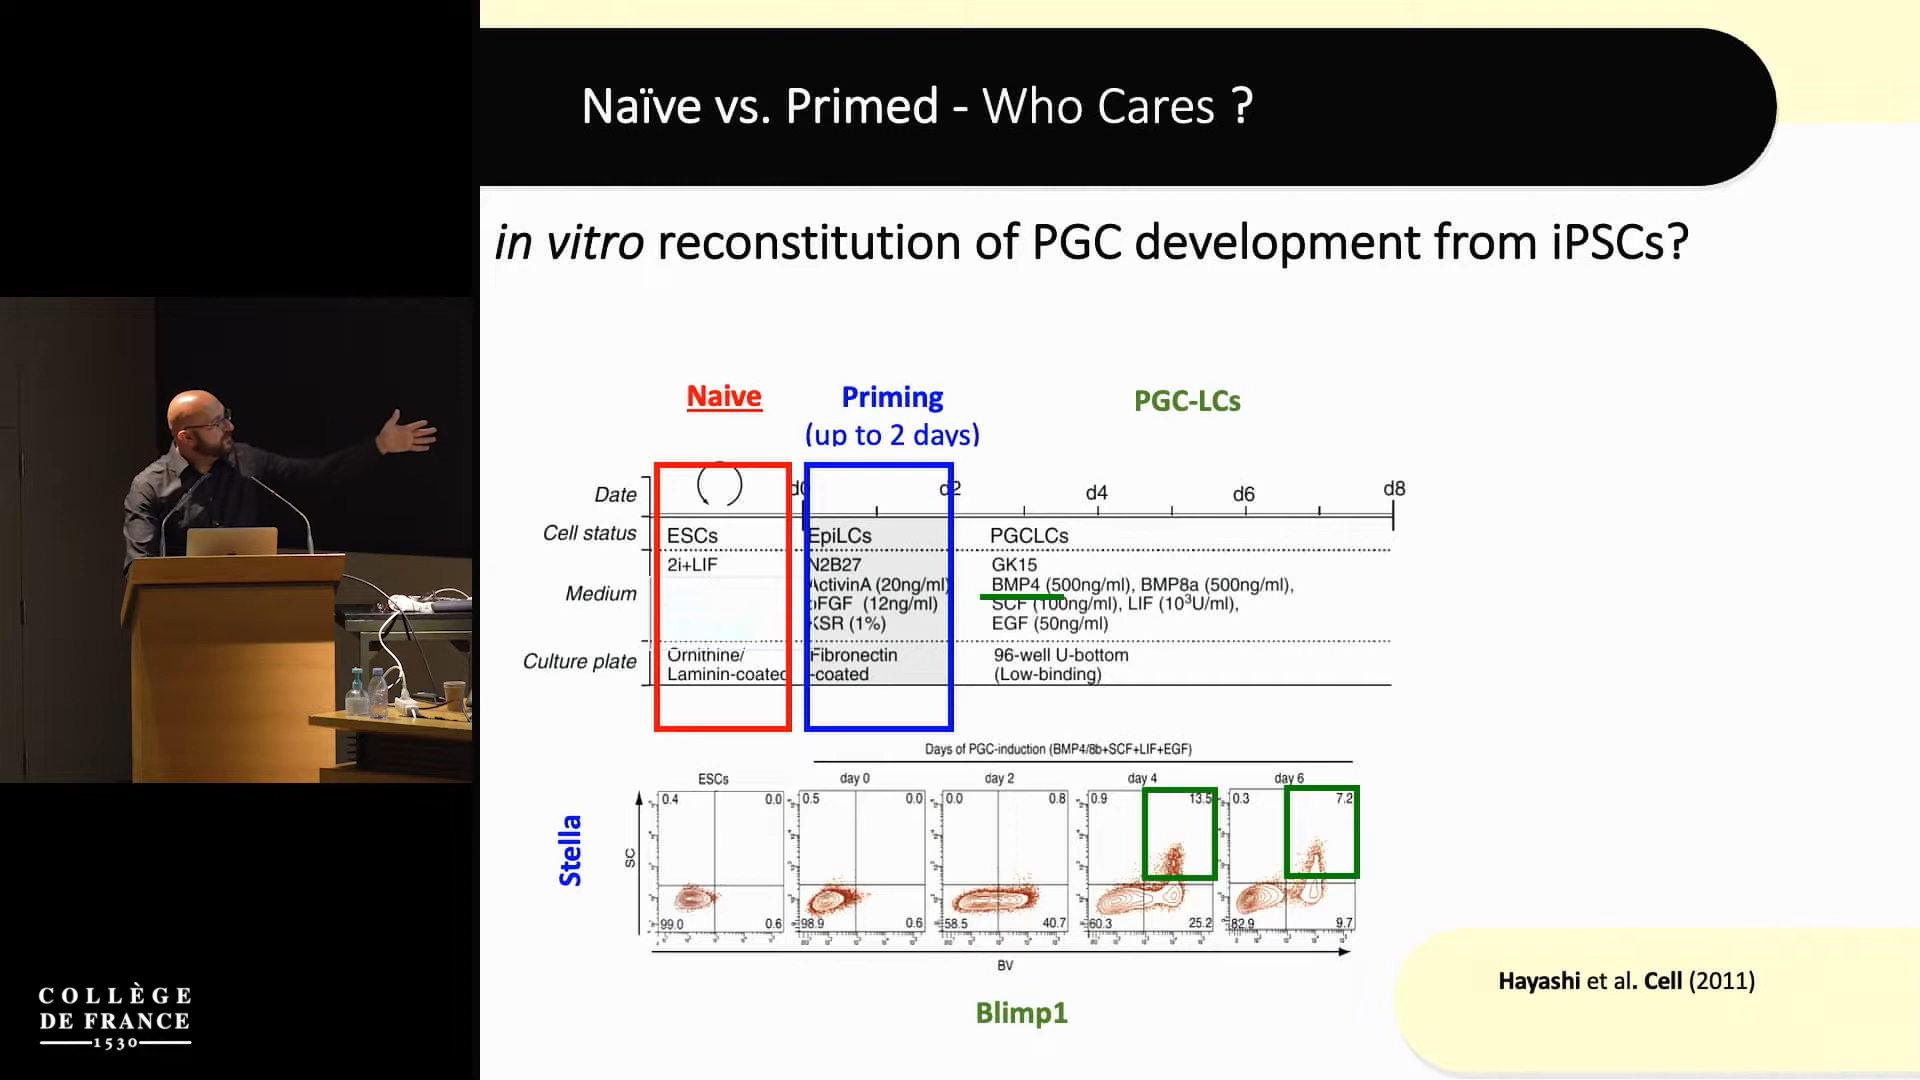 Naïve vs. Primed - Who Cares ?
in vitro reconstitution of PGC development from iPSCs?
Naive
Priming
(up to 2 days)
PGC-LCs
Date
d0
d2
d4
d6
d8
Cell status
ESCs
EpiLCs
PGCLCs
Medium
2i+LIF
N2B27
ActivinA (20ng/ml)
bFGF (12ng/ml)
KSR (1%)
GK15
BMP4 (500ng/ml), BMP8a (500ng/ml),
SCF (100ng/ml), LIF (10³U/ml),
EGF (50ng/ml)
Culture plate
Ornithine/
Laminin-coated
Fibronectin
-coated
96-well U-bottom
(Low-binding)
Days of PGC-induction (BMP4/8b+SCF+LIF+EGF)
ESCs
day 0
day 2
day 4
day 6
0.4 0.0
0.5 0.0
0.0 0.8
0.9 13.5
0.3 7.2
Stella
SC
99.0 0.6
98.9 0.6
58.5 40.7
60.3 25.2
82.9 9.7
BV
Blimp1
Hayashi et al. Cell (2011)
COLLÈGE
DE FRANCE
1530